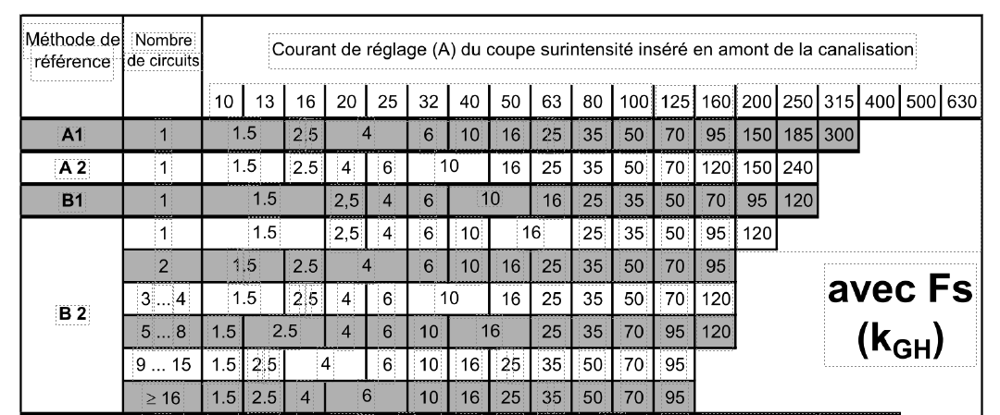 Méthode de référence | Nombre de circuits | Courant de réglage (A) du coupe surintensité inséré en amont de la canalisation
10 13 16 20 25 32 40 50 63 80 100 125 160 200 250 315 400 500 630
A1 1 1.5 2.5 4 6 10 16 25 35 50 70 95 150 185 300
A 2 1 1.5 2.5 4 6 10 16 25 35 50 70 120 150 240
B1 1 1.5 2,5 4 6 10 16 25 35 50 70 95 120
B 2
1 1.5 2,5 4 6 10 16 25 35 50 95 120
2 1.5 2.5 4 6 10 16 25 35 50 70 95
3 ... 4 1.5 2.5 4 6 10 16 25 35 50 70 120
5 ... 8 1.5 2.5 4 6 10 16 25 35 70 95 120
9 ... 15 1.5 2.5 4 6 10 16 25 35 50 70 95
≥ 16 1.5 2.5 4 6 10 16 25 35 50 70 95
avec Fs
(kGH)